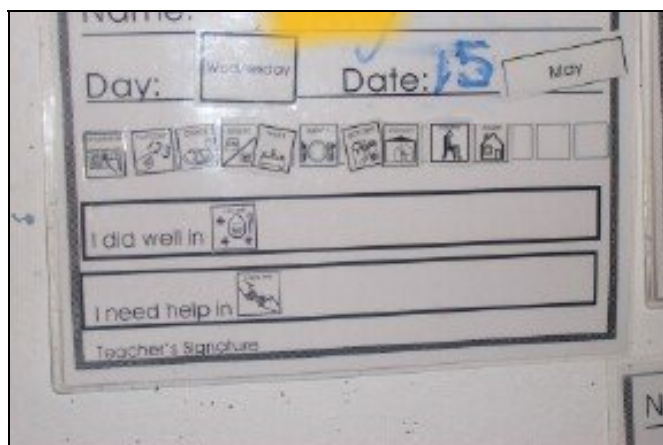 Name:
Day: Wednesday Date: 15 May
I did well in
I need help in
Teacher's Signature
N